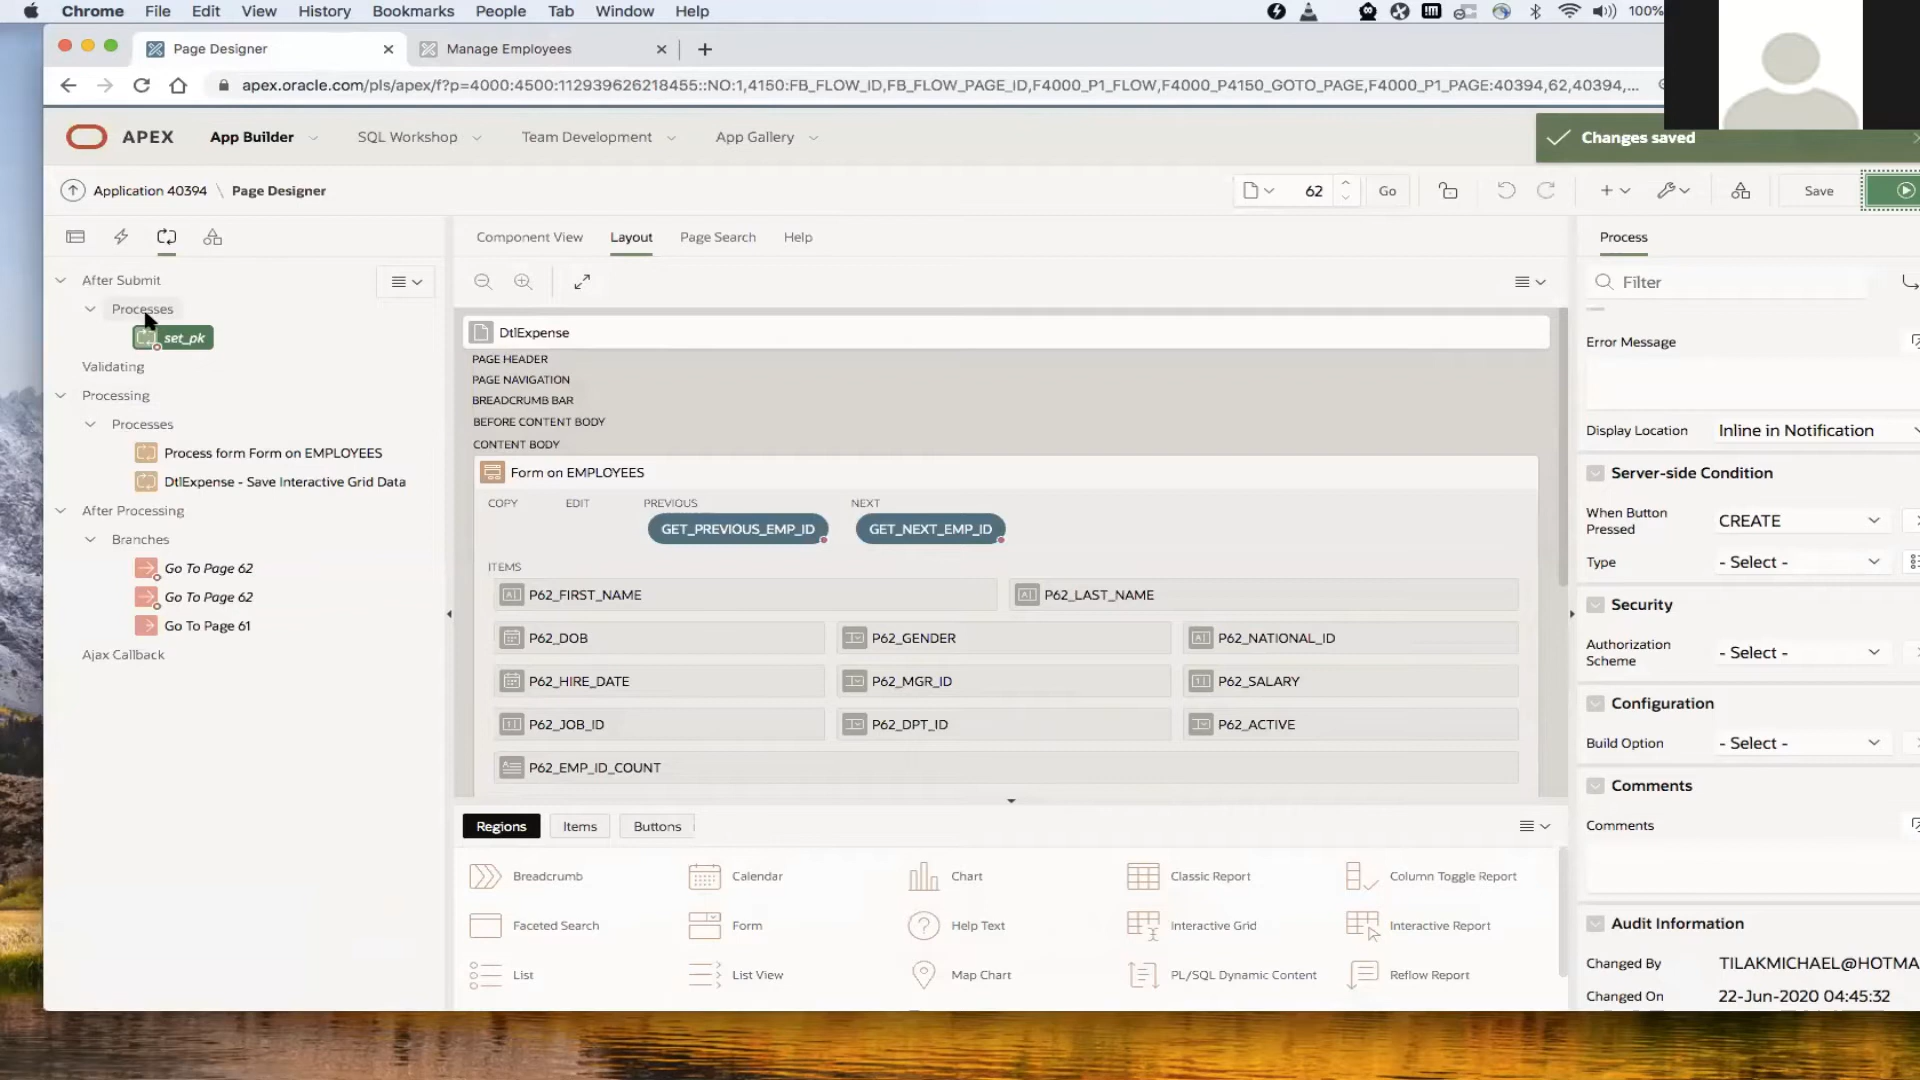 Chrome File Edit View History Bookmarks People Tab Window Help 100%
Page Designer Manage Employees
apex.oracle.com/pls/apex/f?p=4000:4500:112939626218455::NO:1,4150:FB_FLOW_ID,FB_FLOW_PAGE_ID,F4000_P1_FLOW,F4000_P4150_GOTO_PAGE,F4000_P1_PAGE:40394,62,40394,...
APEX App Builder SQL Workshop Team Development App Gallery
Changes saved
Application 40394 \ Page Designer
62 Go Save
Component View Layout Page Search Help
Process
Filter
After Submit
Processes
set_pk
Validating
Processing
Processes
Process form Form on EMPLOYEES
DtlExpense - Save Interactive Grid Data
After Processing
Branches
Go To Page 62
Go To Page 62
Go To Page 61
Ajax Callback
DtlExpense
PAGE HEADER
PAGE NAVIGATION
BREADCRUMB BAR
BEFORE CONTENT BODY
CONTENT BODY
Form on EMPLOYEES
COPY EDIT PREVIOUS NEXT
GET_PREVIOUS_EMP_ID GET_NEXT_EMP_ID
ITEMS
P62_FIRST_NAME P62_LAST_NAME
P62_DOB P62_GENDER P62_NATIONAL_ID
P62_HIRE_DATE P62_MGR_ID P62_SALARY
P62_JOB_ID P62_DPT_ID P62_ACTIVE
P62_EMP_ID_COUNT
Regions Items Buttons
Breadcrumb Calendar Chart Classic Report Column Toggle Report
Faceted Search Form Help Text Interactive Grid Interactive Report
List List View Map Chart PL/SQL Dynamic Content Reflow Report
Error Message
Display Location Inline in Notification
Server-side Condition
When Button
Pressed
CREATE
Type - Select -
Security
Authorization
Scheme
- Select -
Configuration
Build Option - Select -
Comments
Comments
Audit Information
Changed By TILAKMICHAEL@HOTMA
Changed On 22-Jun-2020 04:45:32